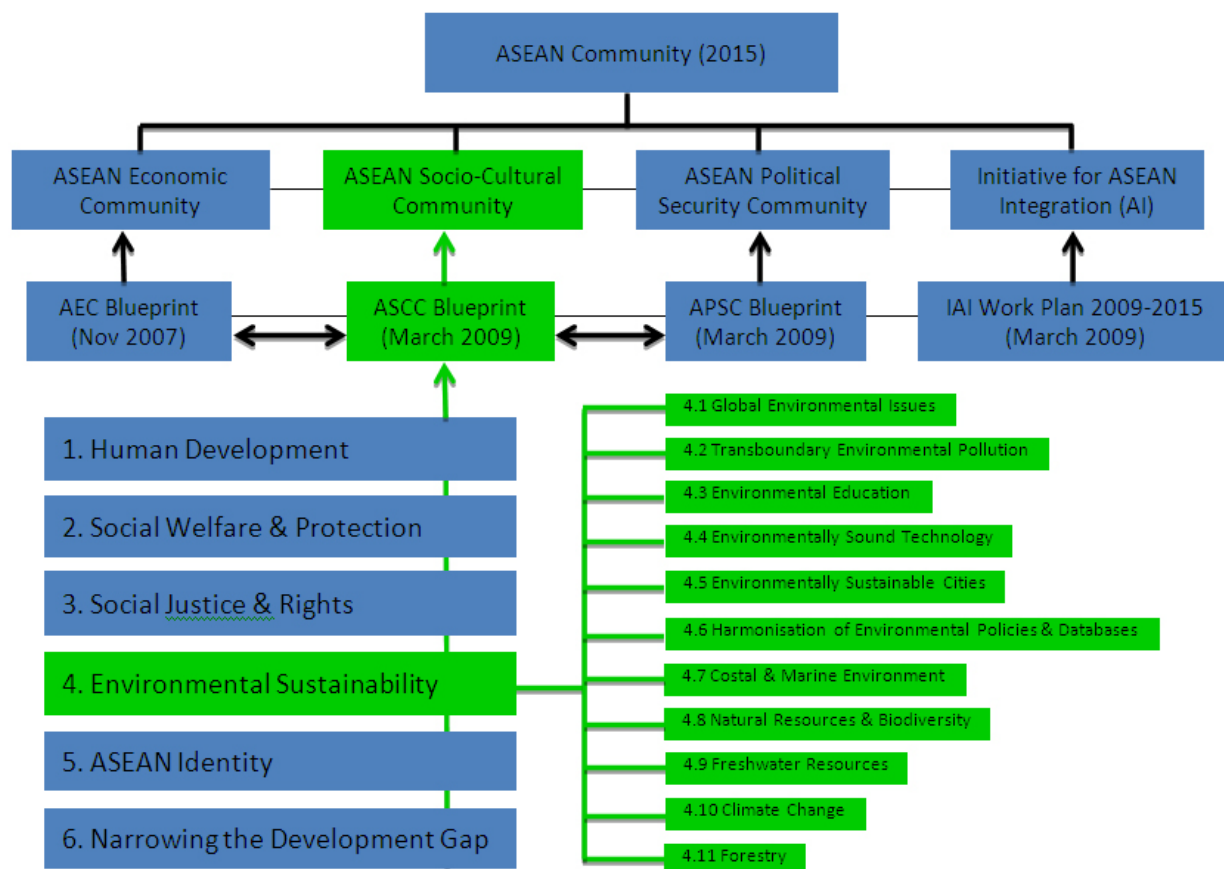 ASEAN Community (2015)
ASEAN Economic
Community
ASEAN Socio-Cultural
Community
ASEAN Political
Security Community
Initiative for ASEAN
Integration (AI)
AEC Blueprint
(Nov 2007)
ASCC Blueprint
(March 2009)
APSC Blueprint
(March 2009)
IAI Work Plan 2009-2015
(March 2009)
1. Human Development
2. Social Welfare & Protection
3. Social Justice & Rights
4. Environmental Sustainability
5. ASEAN Identity
6. Narrowing the Development Gap
4.1 Global Environmental Issues
4.2 Transboundary Environmental Pollution
4.3 Environmental Education
4.4 Environmentally Sound Technology
4.5 Environmentally Sustainable Cities
4.6 Harmonisation of Environmental Policies & Databases
4.7 Costal & Marine Environment
4.8 Natural Resources & Biodiversity
4.9 Freshwater Resources
4.10 Climate Change
4.11 Forestry